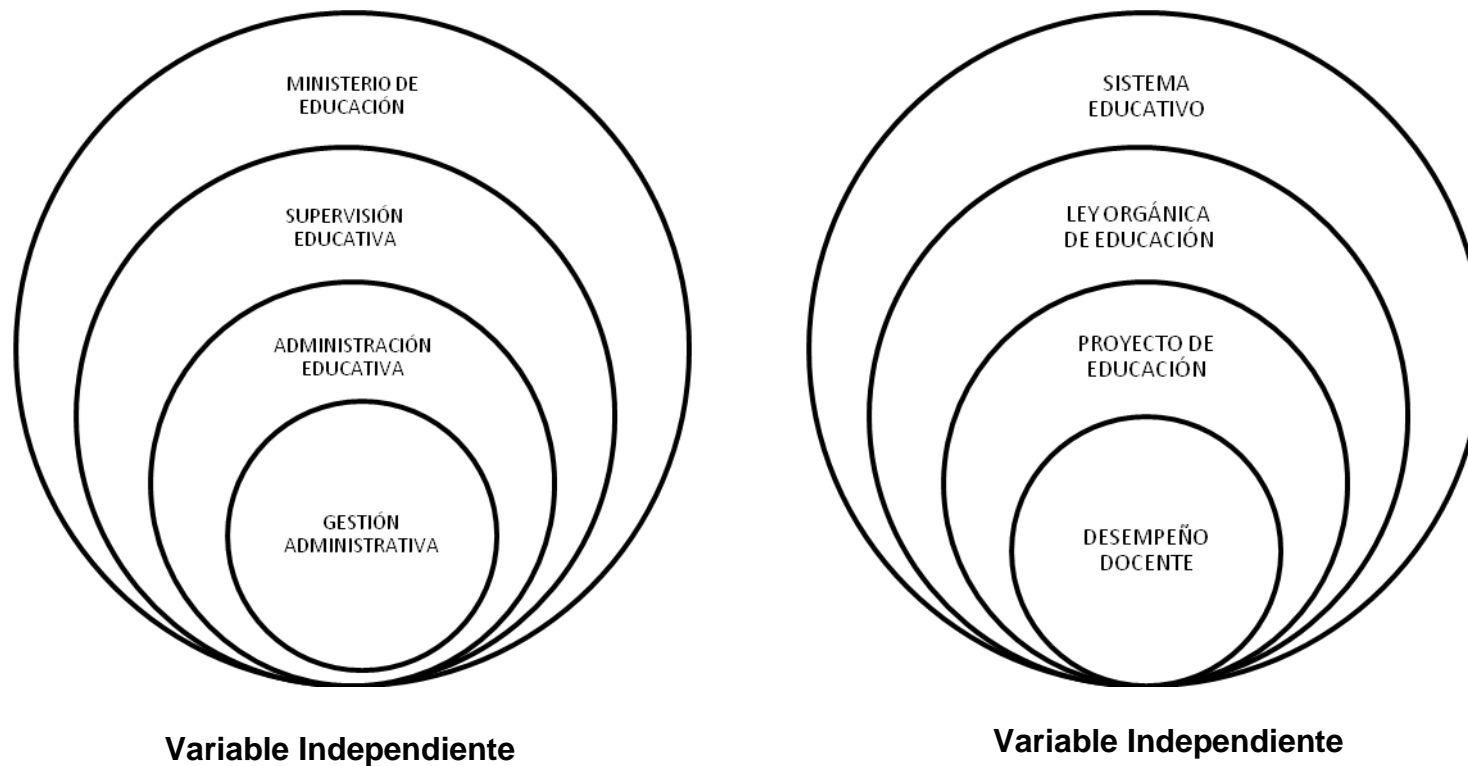 MINISTERIO DE
EDUCACIÓN
SUPERVISIÓN
EDUCATIVA
ADMINISTRACIÓN
EDUCATIVA
GESTIÓN
ADMINISTRATIVA
Variable Independiente
SISTEMA
EDUCATIVO
LEY ORGÁNICA
DE EDUCACIÓN
PROYECTO DE
EDUCACIÓN
DESEMPEÑO
DOCENTE
Variable Independiente